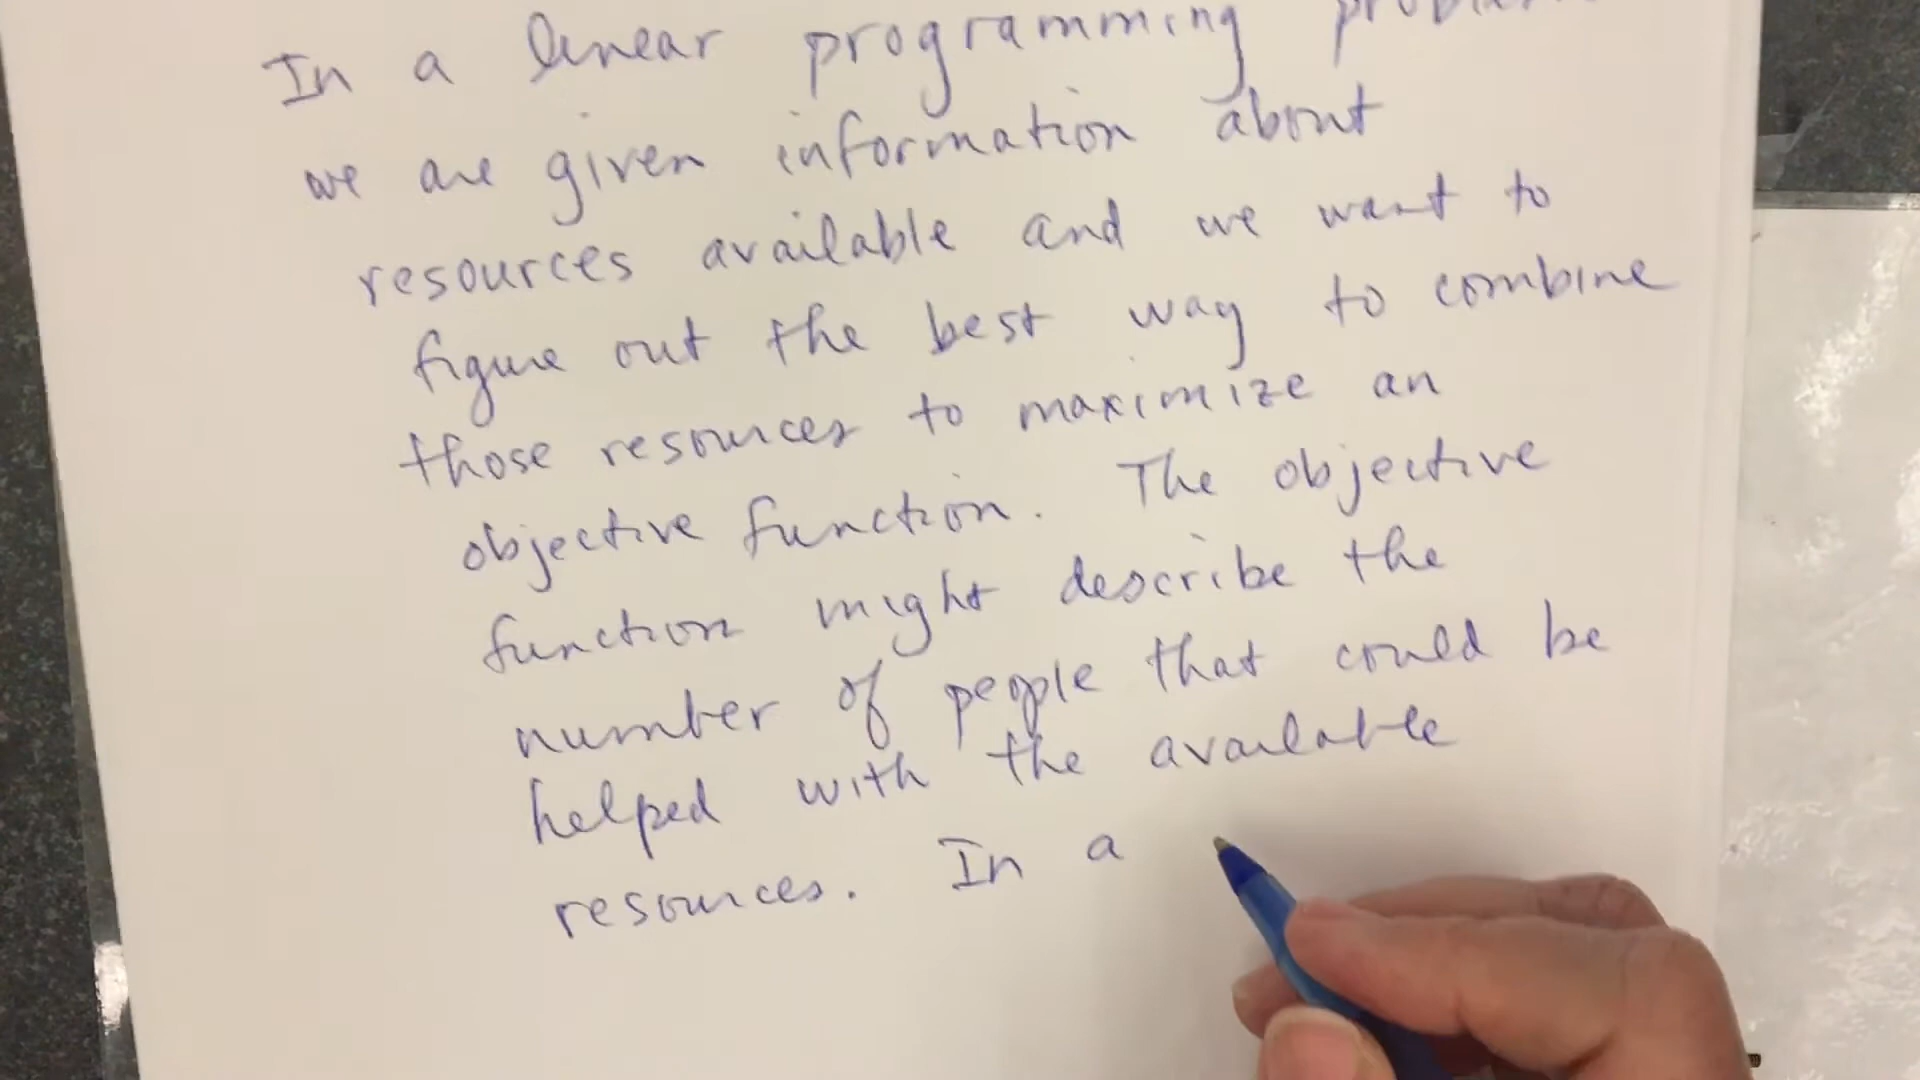 In a linear programming problem
we are given information about
resources available and we want to
figure out the best way to combine
those resources to maximize an
objective function. The objective
function might describe the
number of people that could be
helped with the available
resources. In a